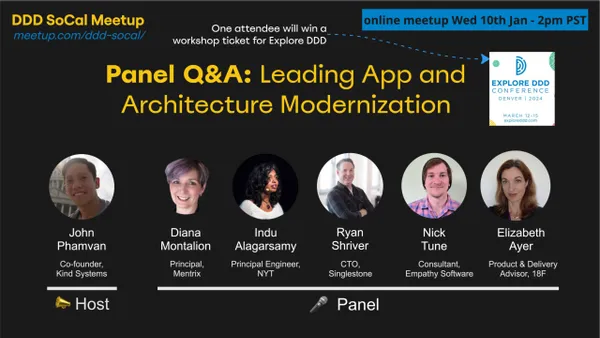 DDD SoCal Meetup
meetup.com/ddd-socal/
One attendee will win a
workshop ticket for Explore DDD
online meetup Wed 10th Jan - 2pm PST
Panel Q&A: Leading App and
Architecture Modernization
EXPLORE DDD
CONFERENCE
DENVER | 2024
MARCH 12-15
exploreddd.com
John
Phamvan
Co-founder,
Kind Systems
Diana
Montalion
Principal,
Mentrix
Indu
Alagarsamy
Principal Engineer,
NYT
Ryan
Shriver
CTO,
Singlestone
Nick
Tune
Consultant,
Empathy Software
Elizabeth
Ayer
Product & Delivery
Advisor, 18F
Host
Panel